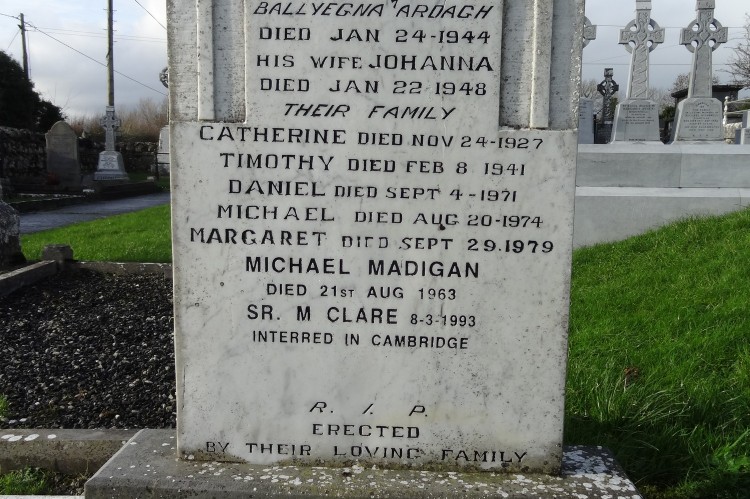 BALLYEGNA ARDAGH
DIED JAN 24-1944
HIS WIFE JOHANNA
DIED JAN 22 1948
THEIR FAMILY
CATHERINE DIED NOV 24-1927
TIMOTHY DIED FEB 8 1941
DANIEL DIED SEPT 4-1971
MICHAEL DIED AUG 20-1974
MARGARET DIED SEPT 29.1979
MICHAEL MADIGAN
DIED 21ST AUG 1963
SR. M CLARE 8-3-1993
INTERRED IN CAMBRIDGE
R. I. P.
ERECTED
BY THEIR LOVING FAMILY